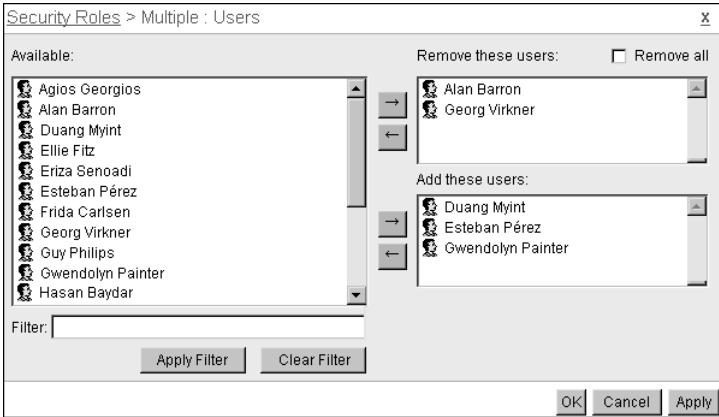 Security Roles > Multiple : Users
x
Available:
Agios Georgios
Alan Barron
Duang Myint
Ellie Fitz
Eriza Senoadi
Esteban Pérez
Frida Carlsen
Georg Virkner
Guy Philips
Gwendolyn Painter
Hasan Baydar
Filter:
Apply Filter
Clear Filter
→
←
→
←
Remove these users:
Remove all
Alan Barron
Georg Virkner
Add these users:
Duang Myint
Esteban Pérez
Gwendolyn Painter
OK
Cancel
Apply